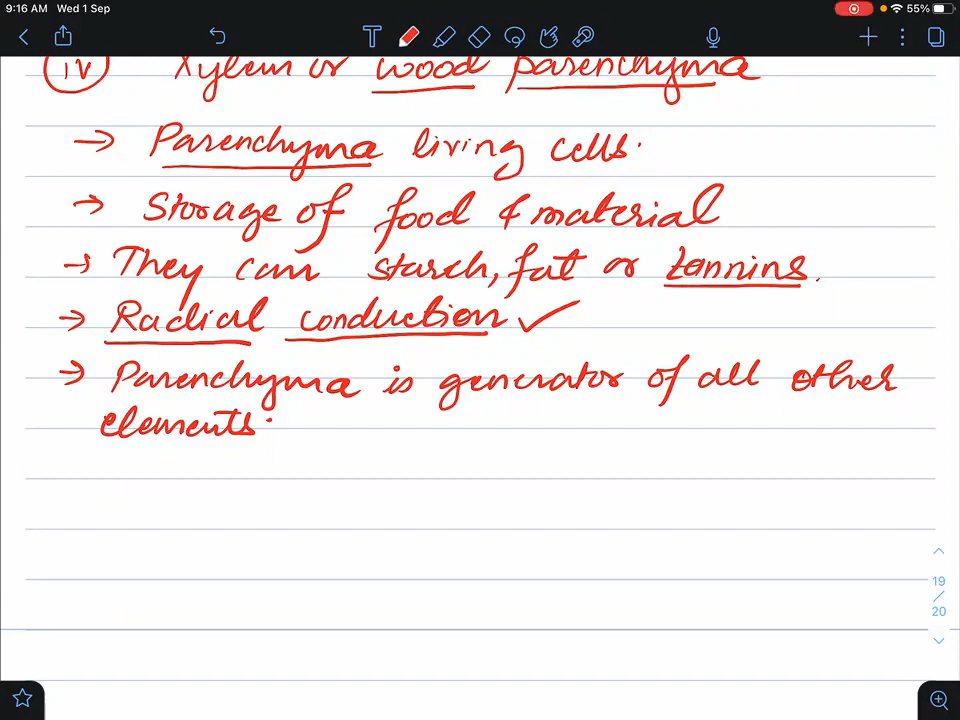 9:16 AM Wed 1 Sep
55%
T
(iv) Xylem or wood parenchyma
→ Parenchyma living cells.
→ Storage of food & material
→ They can starch, fat or tannins.
→ Radial conduction ✓
→ Parenchyma is generator of all other
elements.
19
/
20